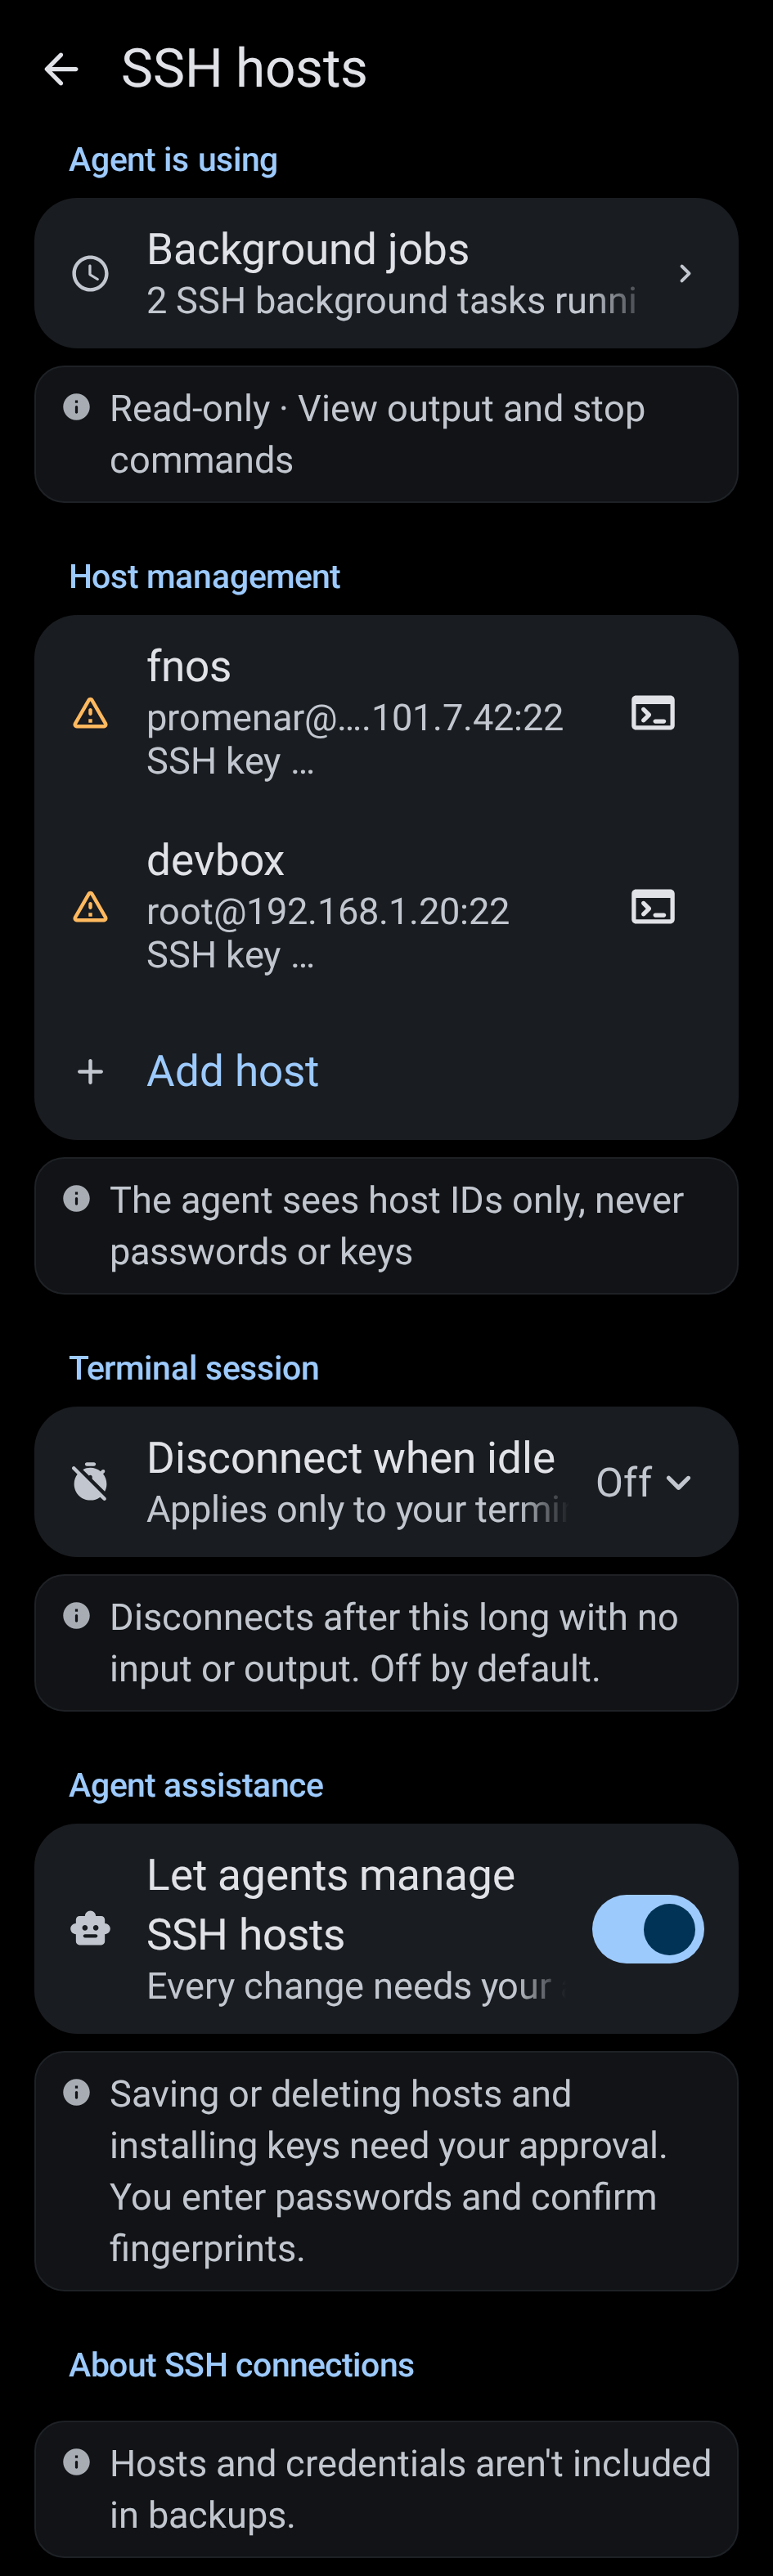 SSH hosts
Agent is using
Background jobs
2 SSH background tasks runni
Read-only · View output and stop
commands
Host management
fnos
promenar@....101.7.42:22
SSH key ...
devbox
root@192.168.1.20:22
SSH key ...
Add host
The agent sees host IDs only, never
passwords or keys
Terminal session
Disconnect when idle
Applies only to your termin
Off
Disconnects after this long with no
input or output. Off by default.
Agent assistance
Let agents manage
SSH hosts
Every change needs your
Saving or deleting hosts and
installing keys need your approval.
You enter passwords and confirm
fingerprints.
About SSH connections
Hosts and credentials aren't included
in backups.